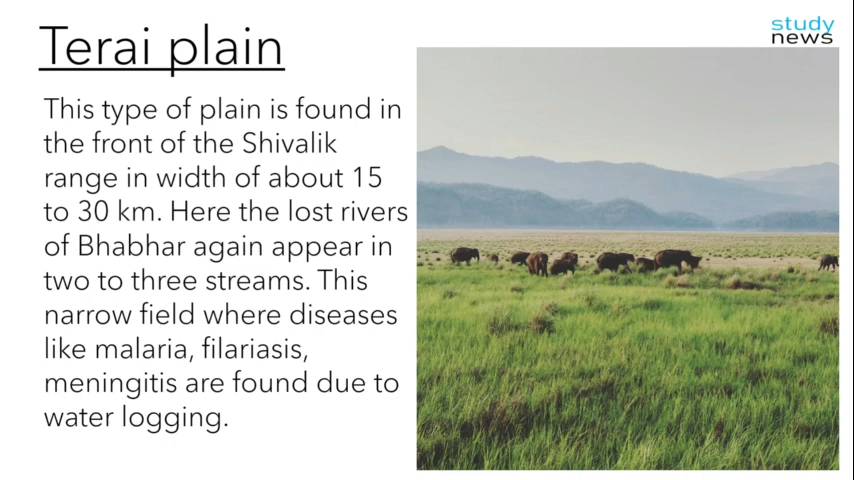 Terai plain
study
news
This type of plain is found in
the front of the Shivalik
range in width of about 15
to 30 km. Here the lost rivers
of Bhabhar again appear in
two to three streams. This
narrow field where diseases
like malaria, filariasis,
meningitis are found due to
water logging.